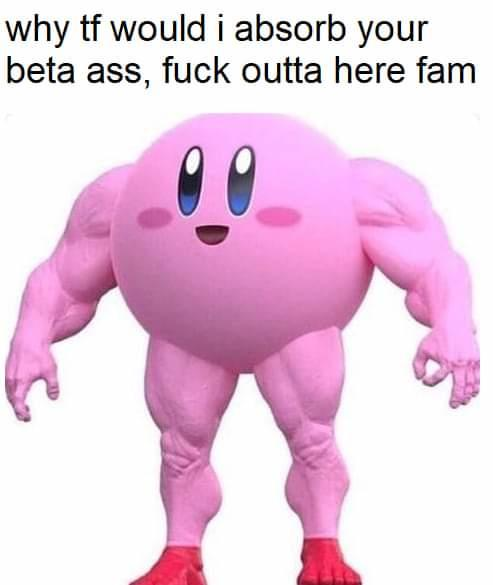 why tf would i absorb your
beta ass, fuck outta here fam